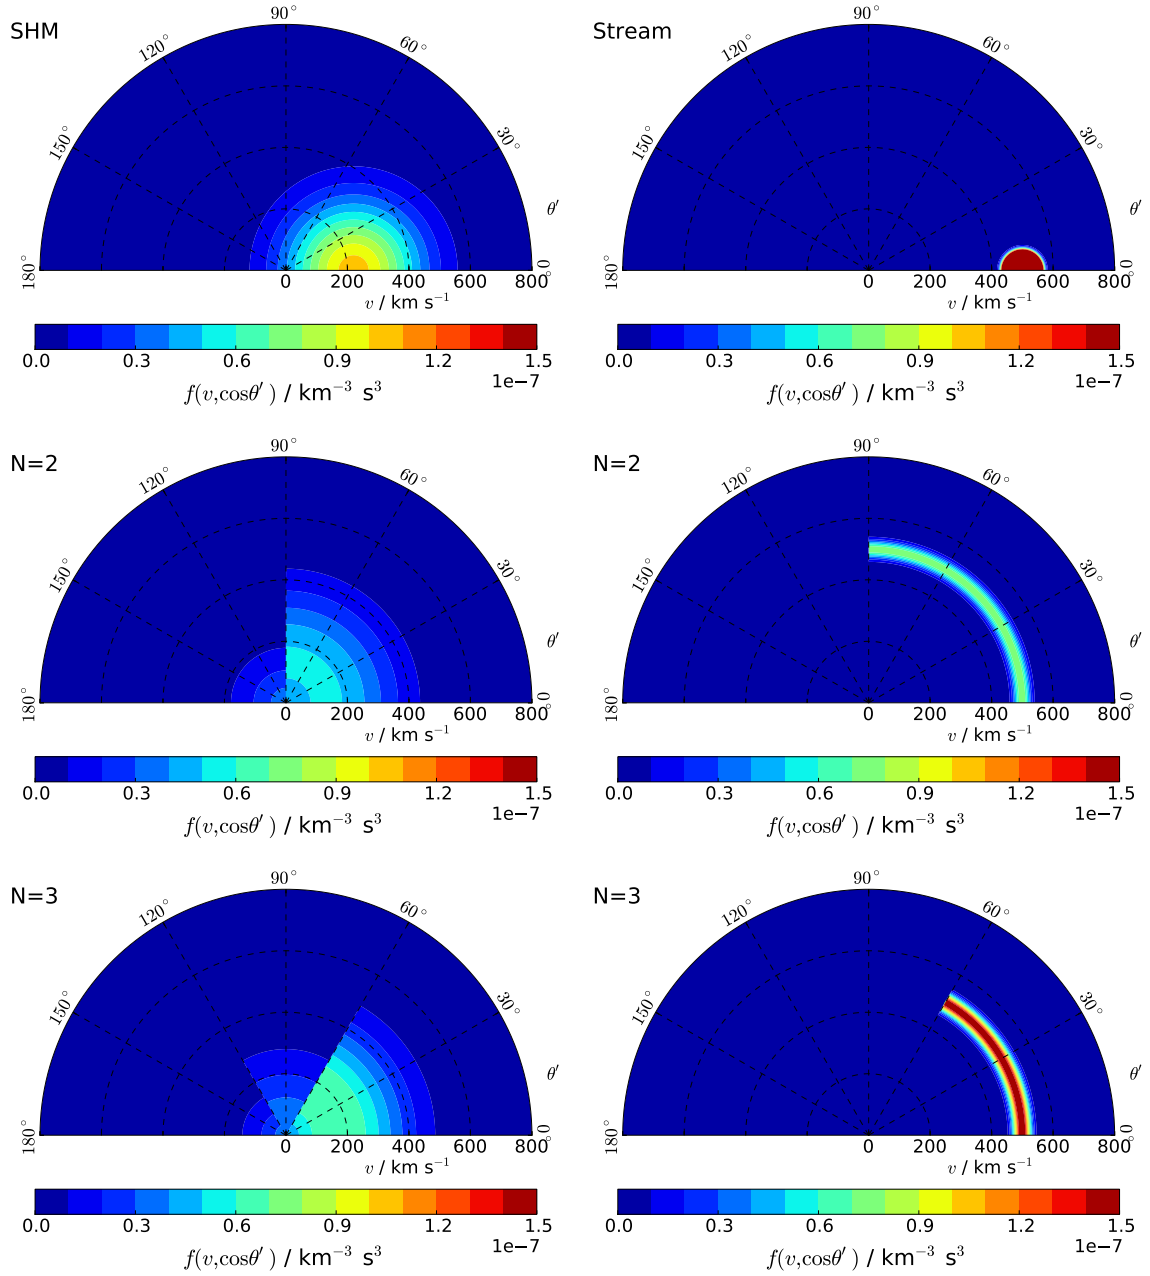 SHM
90°
120°
60°
150°
30°
θ′
180°
0 200 400 600 800
0°
v / km s⁻¹
0.0 0.3 0.6 0.9 1.2 1.5
1e−7
f(v,cosθ′) / km⁻³ s³
Stream
90°
120°
60°
150°
30°
θ′
180°
0 200 400 600 800
0°
v / km s⁻¹
0.0 0.3 0.6 0.9 1.2 1.5
1e−7
f(v,cosθ′) / km⁻³ s³
N=2
90°
120°
60°
150°
30°
θ′
180°
0 200 400 600 800
0°
v / km s⁻¹
0.0 0.3 0.6 0.9 1.2 1.5
1e−7
f(v,cosθ′) / km⁻³ s³
N=2
90°
120°
60°
150°
30°
θ′
180°
0 200 400 600 800
0°
v / km s⁻¹
0.0 0.3 0.6 0.9 1.2 1.5
1e−7
f(v,cosθ′) / km⁻³ s³
N=3
90°
120°
60°
150°
30°
θ′
180°
0 200 400 600 800
0°
v / km s⁻¹
0.0 0.3 0.6 0.9 1.2 1.5
1e−7
f(v,cosθ′) / km⁻³ s³
N=3
90°
120°
60°
150°
30°
θ′
180°
0 200 400 600 800
0°
v / km s⁻¹
0.0 0.3 0.6 0.9 1.2 1.5
1e−7
f(v,cosθ′) / km⁻³ s³